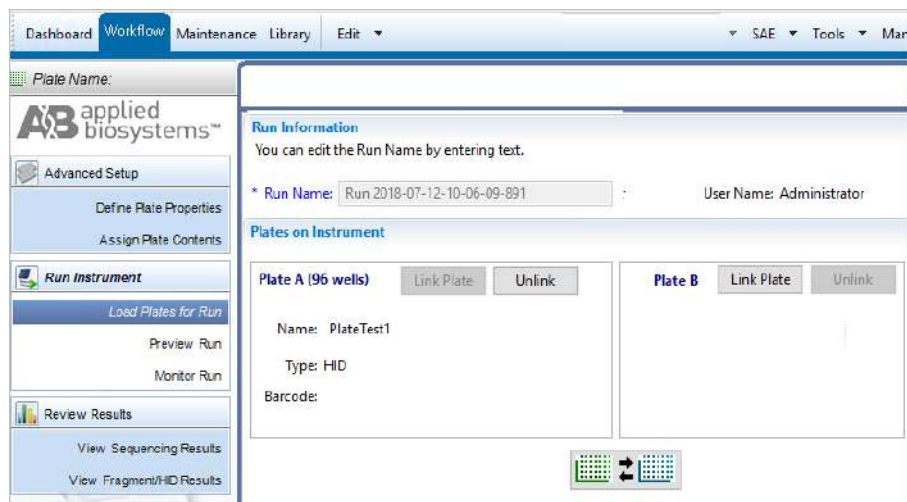 Dashboard Workflow Maintenance Library Edit SAE Tools Man
Plate Name:
AB applied biosystems™
Run Information
You can edit the Run Name by entering text.
Advanced Setup
* Run Name: Run 2018-07-12-10-06-09-891 : User Name: Administrator
Define Plate Properties
Assign Plate Contents
Plates on Instrument
Run Instrument
Plate A (96 wells) Link Plate Unlink Plate B Link Plate Unlink
Load Plates for Run
Name: PlateTest1
Preview Run
Type: HID
Monitor Run
Barcode:
Review Results
View Sequencing Results
View Fragment/HID Results